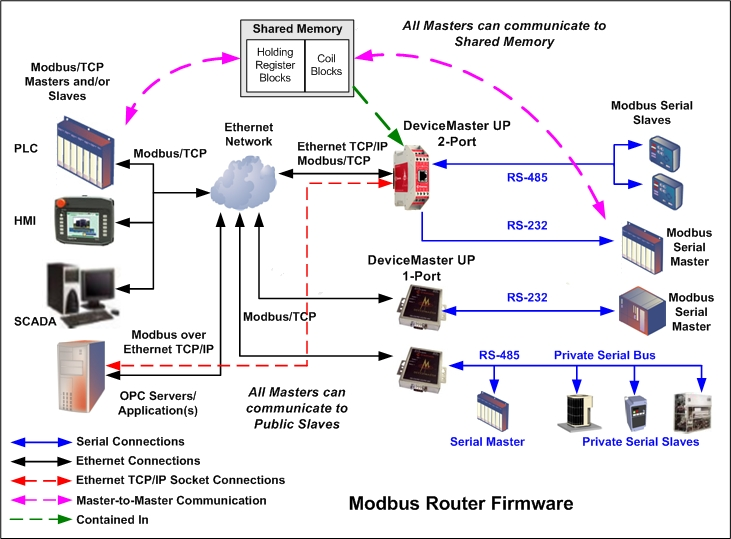 Shared Memory
Holding
Register
Blocks
Coil
Blocks
All Masters can communicate to
Shared Memory
Modbus/TCP
Masters and/or
Slaves
PLC
Modbus/TCP
Ethernet
Network
Ethernet TCP/IP
Modbus/TCP
DeviceMaster UP
2-Port
Modbus Serial
Slaves
RS-485
HMI
RS-232
Modbus
Serial
Master
SCADA
DeviceMaster UP
1-Port
RS-232
Modbus
Serial
Master
Modbus/TCP
Modbus over
Ethernet TCP/IP
OPC Servers/
Application(s)
All Masters can
communicate to
Public Slaves
RS-485
Private Serial Bus
Serial Master
Private Serial Slaves
Serial Connections
Ethernet Connections
Ethernet TCP/IP Socket Connections
Master-to-Master Communication
Contained In
Modbus Router Firmware